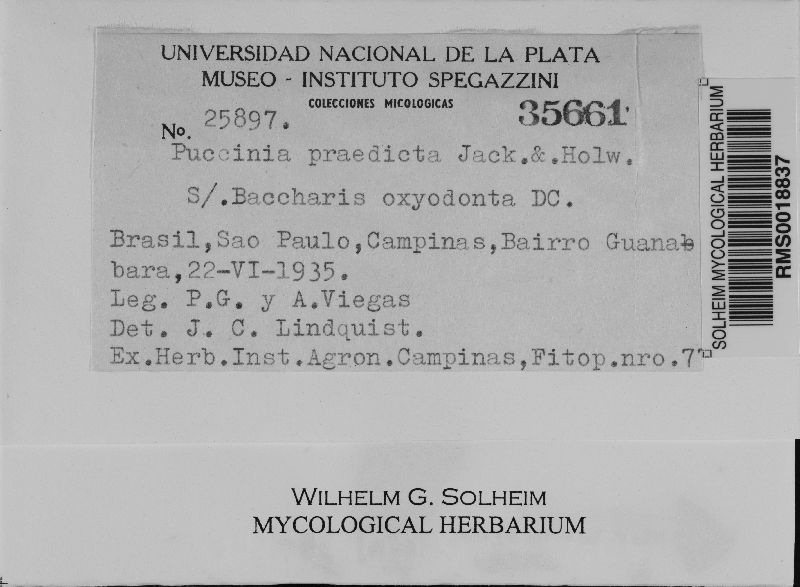 UNIVERSIDAD NACIONAL DE LA PLATA
MUSEO - INSTITUTO SPEGAZZINI
COLECCIONES MICOLOGICAS
35661
No. 25897.
Puccinia praedicta Jack.&.Holw.
S/.Baccharis oxyodonta DC.
Brasil,Sao Paulo,Campinas,Bairro Guana
bara,22-VI-1935.
Leg. P.G. y A.Viegas
Det. J. C. Lindquist.
Ex.Herb.Inst.Agron.Campinas,Fitop.nro.
SOLHEIM MYCOLOGICAL HERBARIUM
RMS0018837
WILHELM G. SOLHEIM
MYCOLOGICAL HERBARIUM